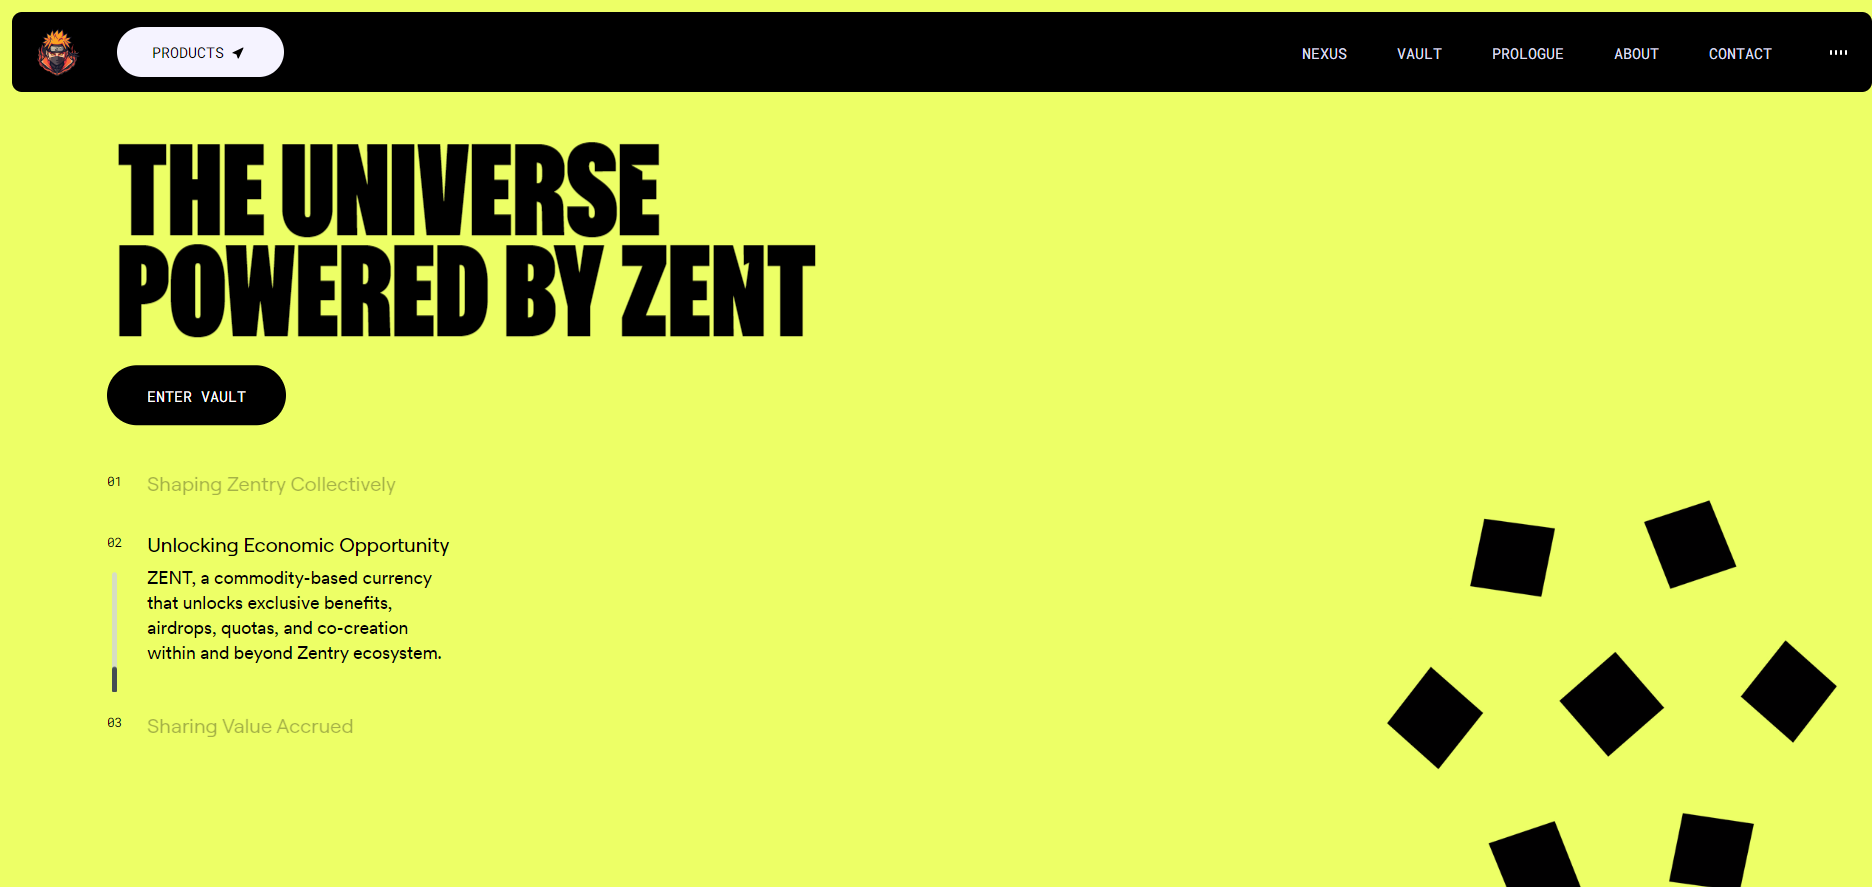 PRODUCTS
NEXUS
VAULT
PROLOGUE
ABOUT
CONTACT
THE UNIVERSE
POWERED BY ZENT
ENTER VAULT
01 Shaping Zentry Collectively
02 Unlocking Economic Opportunity
ZENT, a commodity-based currency
that unlocks exclusive benefits,
airdrops, quotas, and co-creation
within and beyond Zentry ecosystem.
03 Sharing Value Accrued